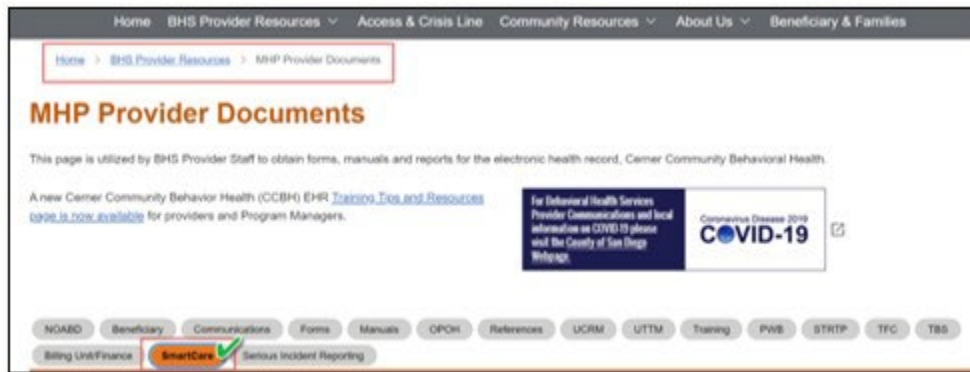 Home BHS Provider Resources Access & Crisis Line Community Resources About Us Beneficiary & Families
Home > BHS Provider Resources > MHP Provider Documents
MHP Provider Documents
This page is utilized by BHS Provider Staff to obtain forms, manuals and reports for the electronic health record, Cerner Community Behavioral Health.
A new Cerner Community Behavior Health (CCBH) EHR Training Tips and Resources
page is now available for providers and Program Managers.
For Behavioral Health Services
Provider Communications and local
information on COVID-19 please
visit the County of San Diego
Webpage.
Coronavirus Disease 2019
COVID-19
NOABD Beneficiary Communications Forms Manuals OPOH References UCRM UTTM Training PWB STRTP TFC TBS
Billing Unit/Finance SmartCare Serious Incident Reporting